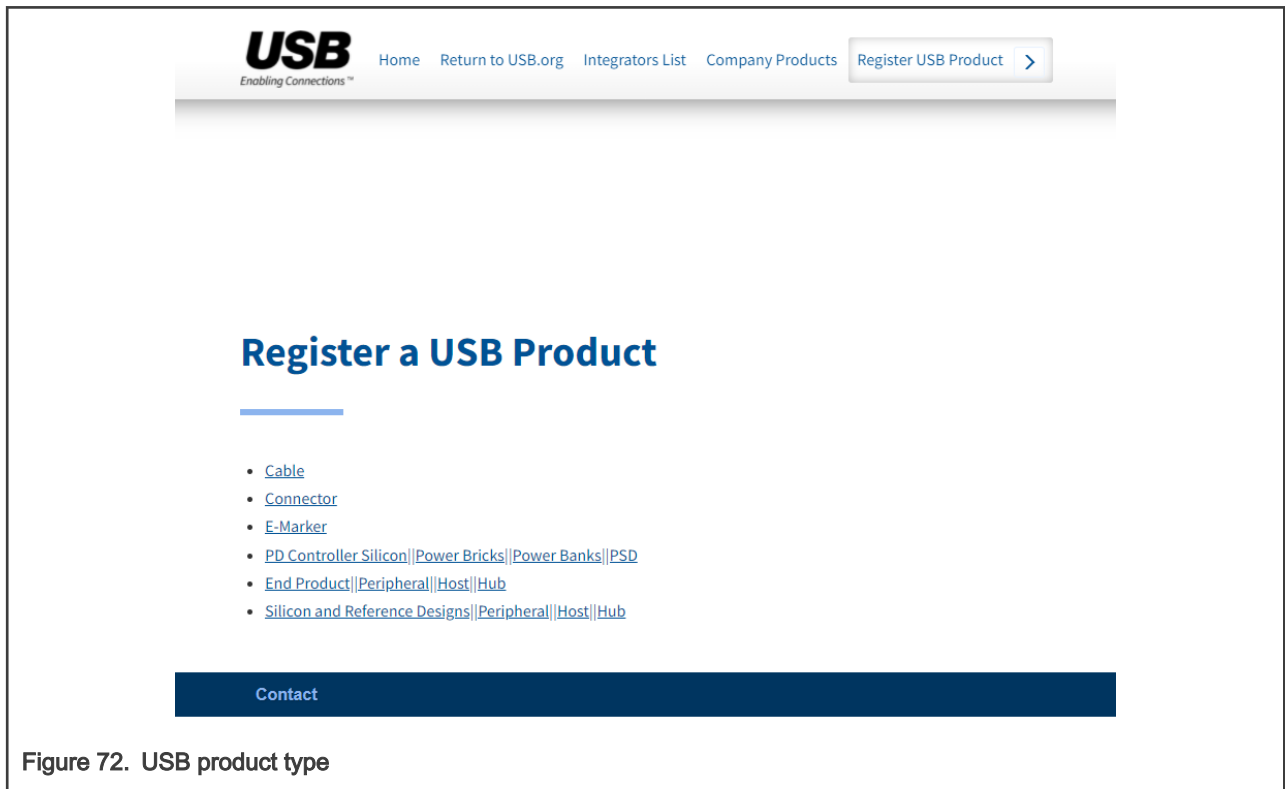 USB
Enabling Connections ™
Home Return to USB.org Integrators List Company Products Register USB Product >
Register a USB Product
• Cable
• Connector
• E-Marker
• PD Controller Silicon||Power Bricks||Power Banks||PSD
• End Product||Peripheral||Host||Hub
• Silicon and Reference Designs||Peripheral||Host||Hub
Contact
Figure 72. USB product type